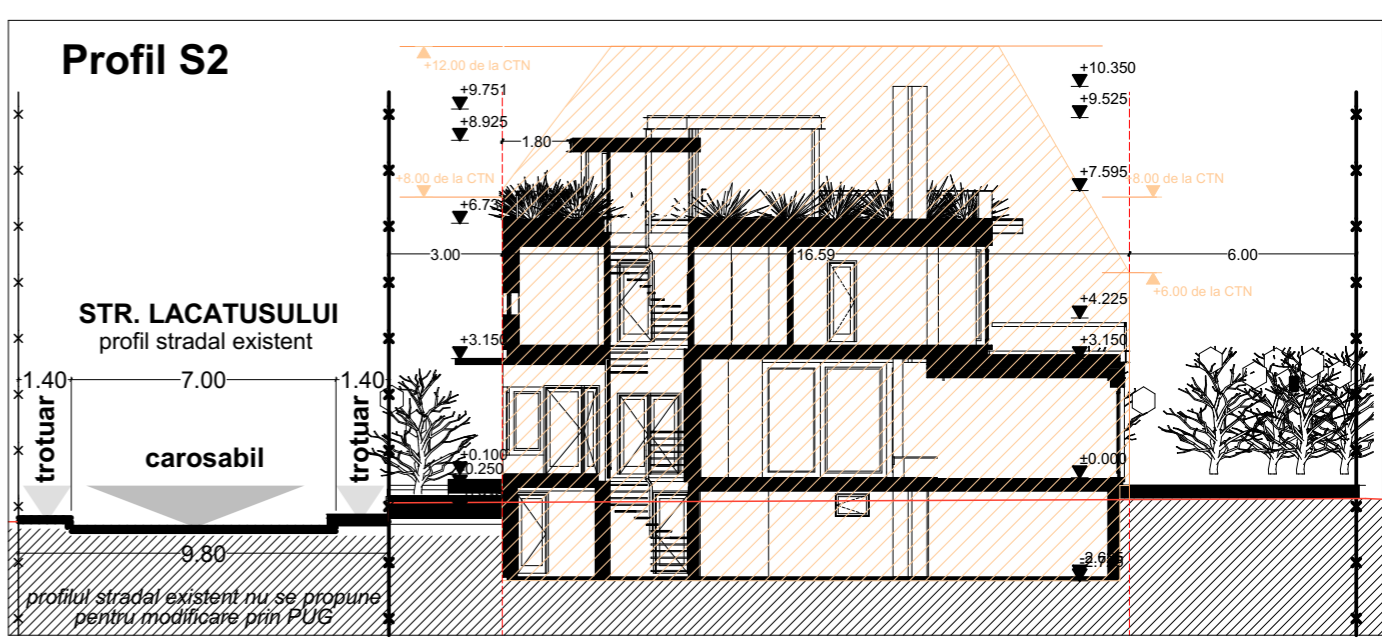 Profil S2
+12.00 de la CTN
+10.350
+9.751
+9.525
+8.925
1.80
+8.00 de la CTN
+7.595
+8.00 de la CTN
+6.73
3.00
16.59
6.00
+6.00 de la CTN
+4.225
STR. LACATUSULUI
profil stradal existent
+3.150
+3.150
1.40
7.00
1.40
trotuar
carosabil
trotuar
+0.100
0.250
±0.000
9.80
profilul stradal existent nu se propune
pentru modificare prin PUG